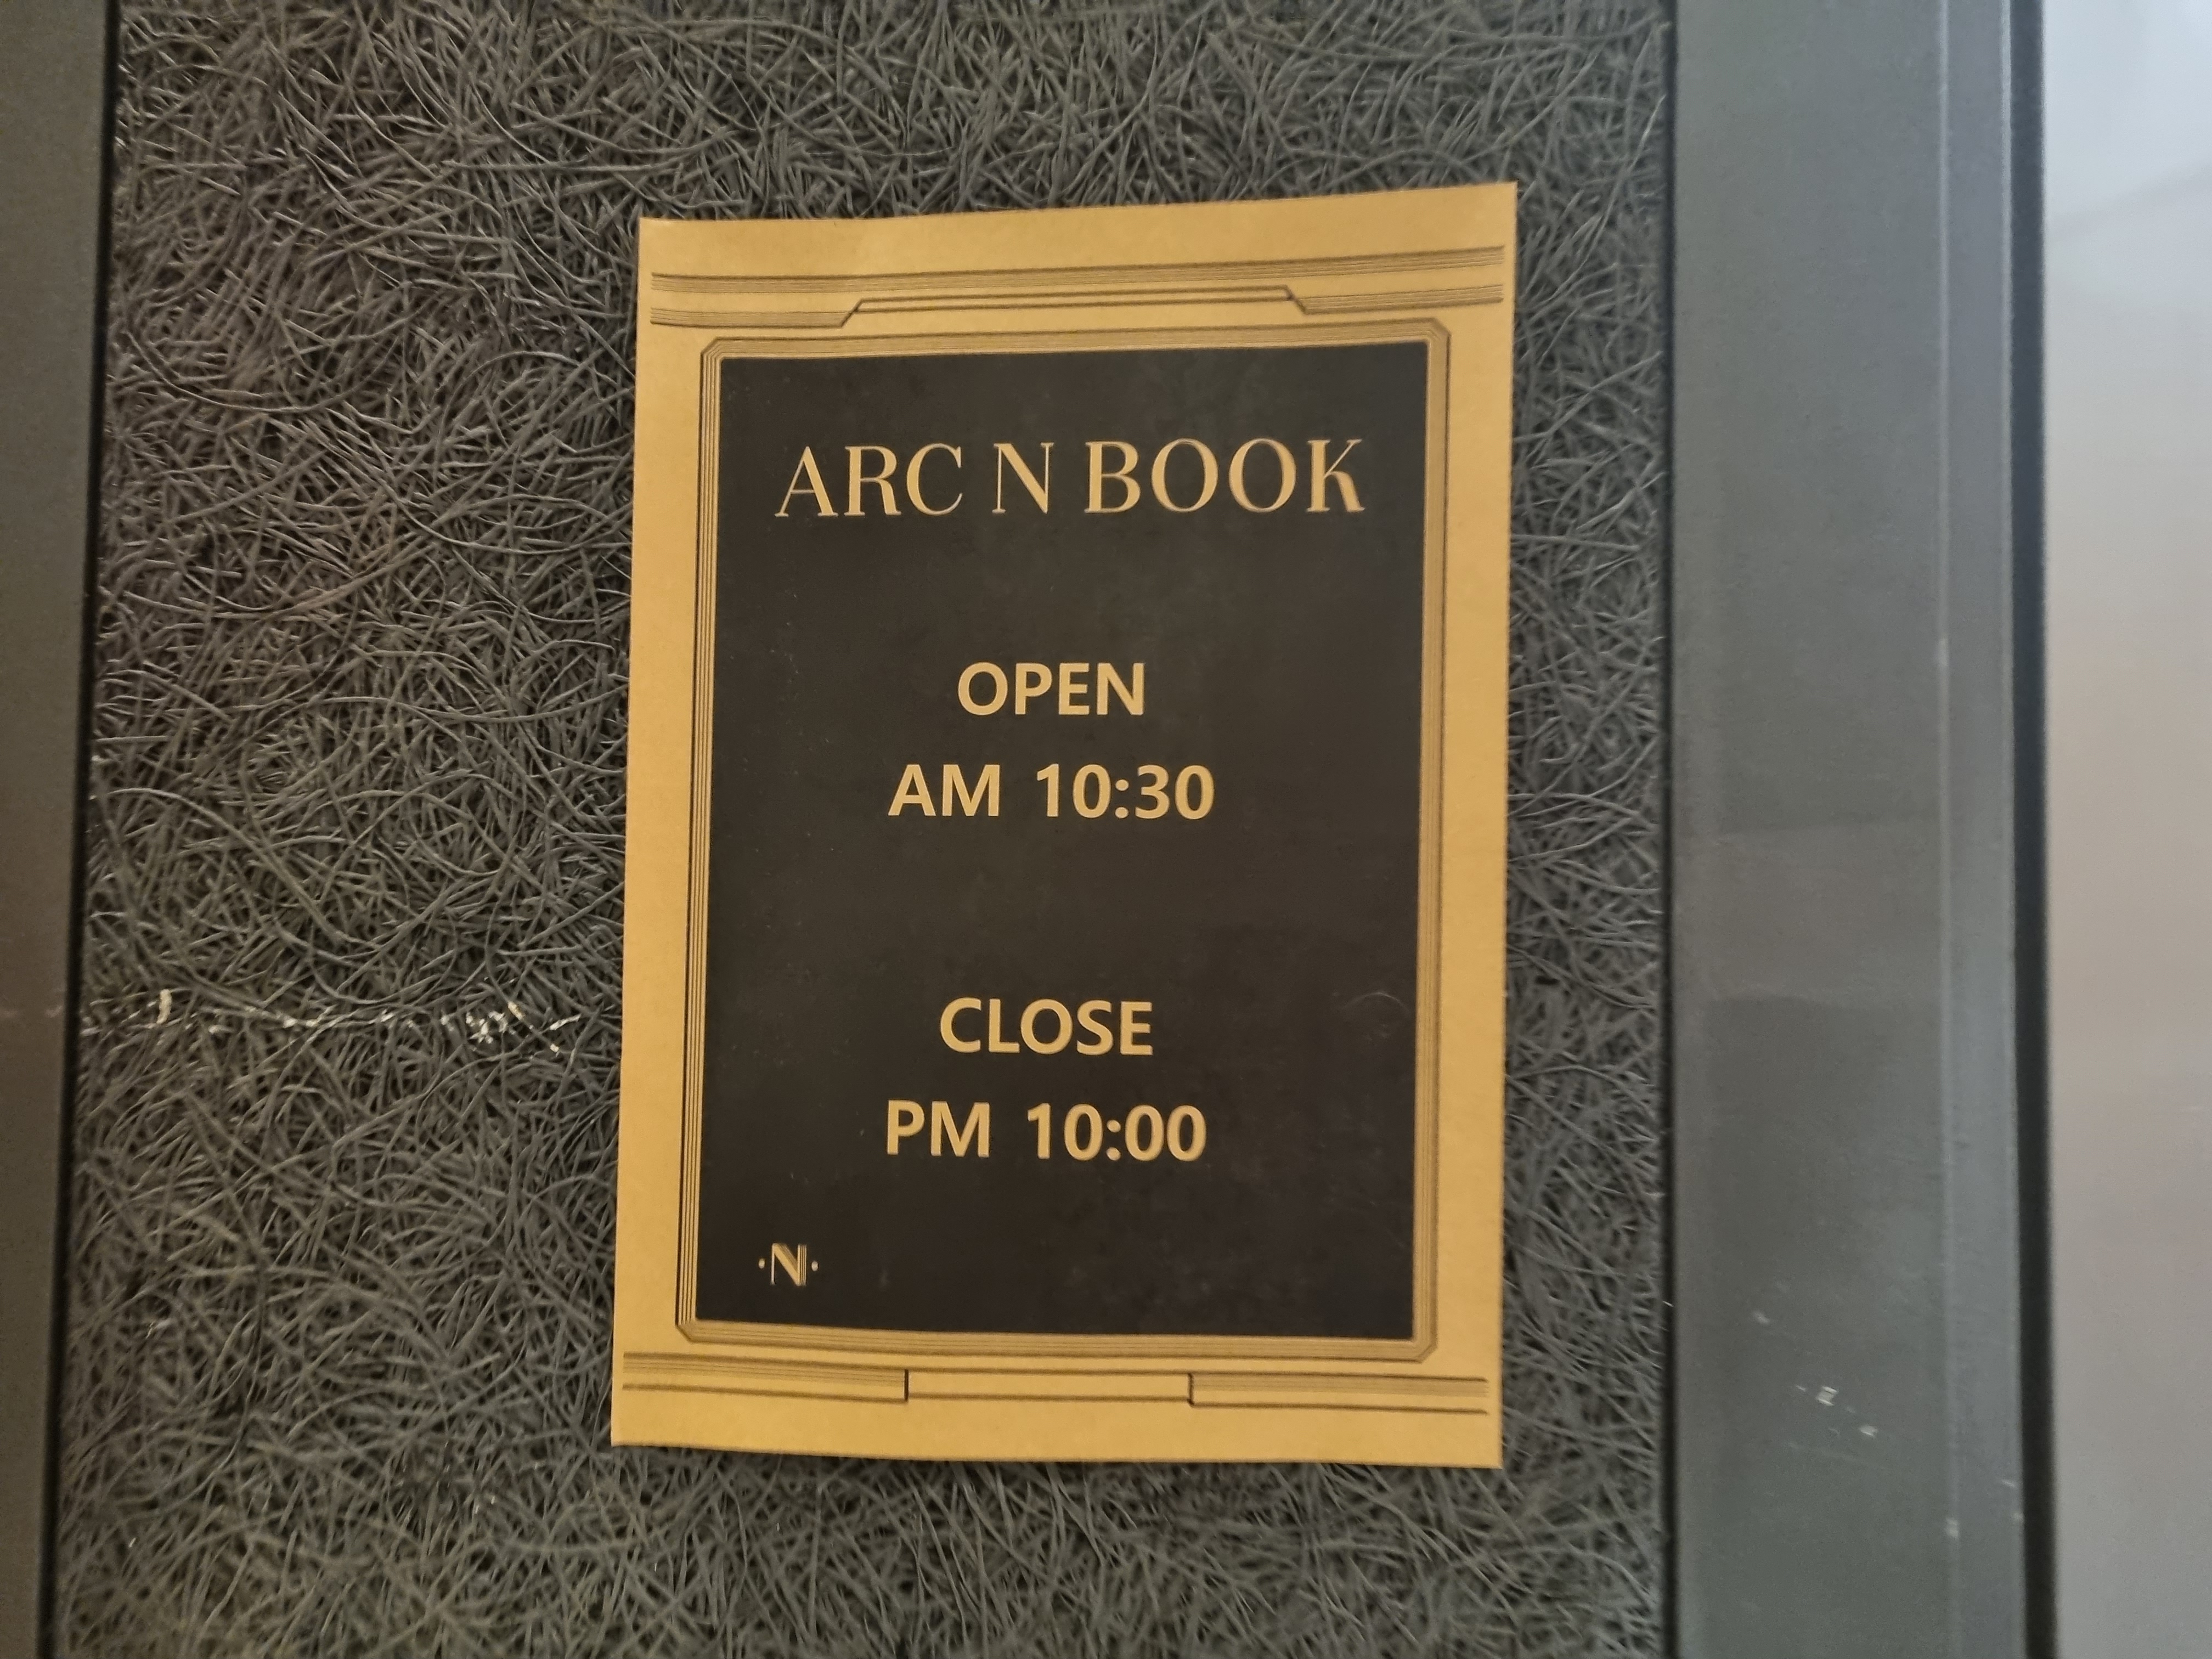 ARC N BOOK
OPEN
AM 10:30
CLOSE
PM 10:00
·N·